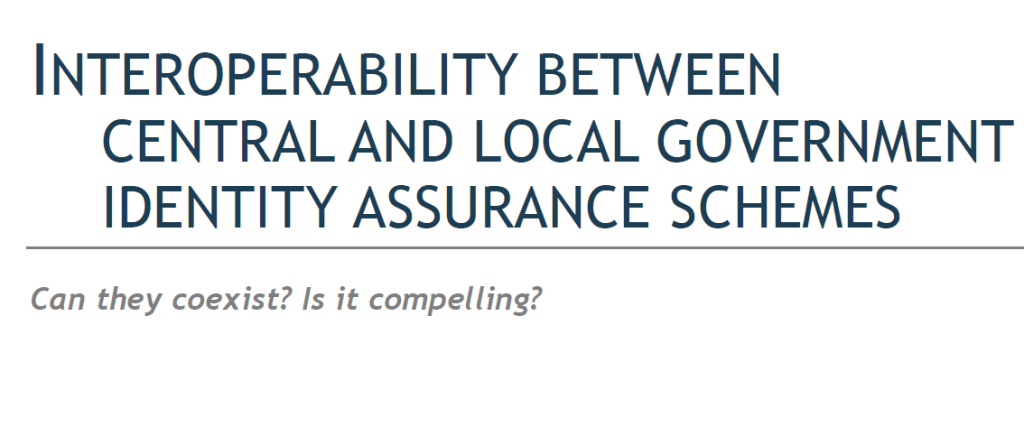 INTEROPERABILITY BETWEEN
CENTRAL AND LOCAL GOVERNMENT
IDENTITY ASSURANCE SCHEMES
Can they coexist? Is it compelling?